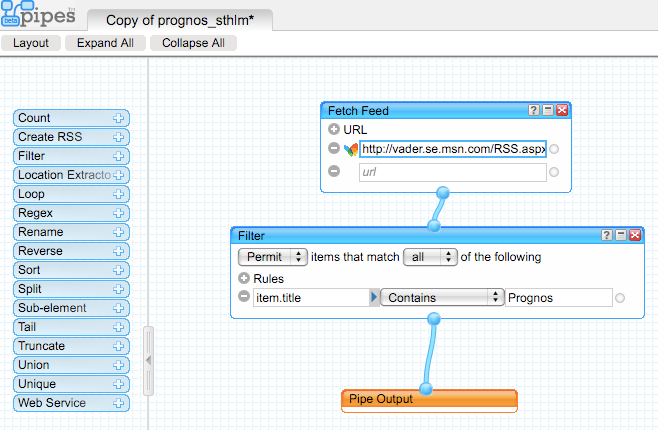 beta
pipes™
Copy of prognos_sthlm*
Layout
Expand All
Collapse All
Count
Create RSS
Filter
Location Extracto
Loop
Regex
Rename
Reverse
Sort
Split
Sub-element
Tail
Truncate
Union
Unique
Web Service
Fetch Feed
URL
http://vader.se.msn.com/RSS.aspx
url
Filter
Permit items that match all of the following
Rules
item.title Contains Prognos
Pipe Output